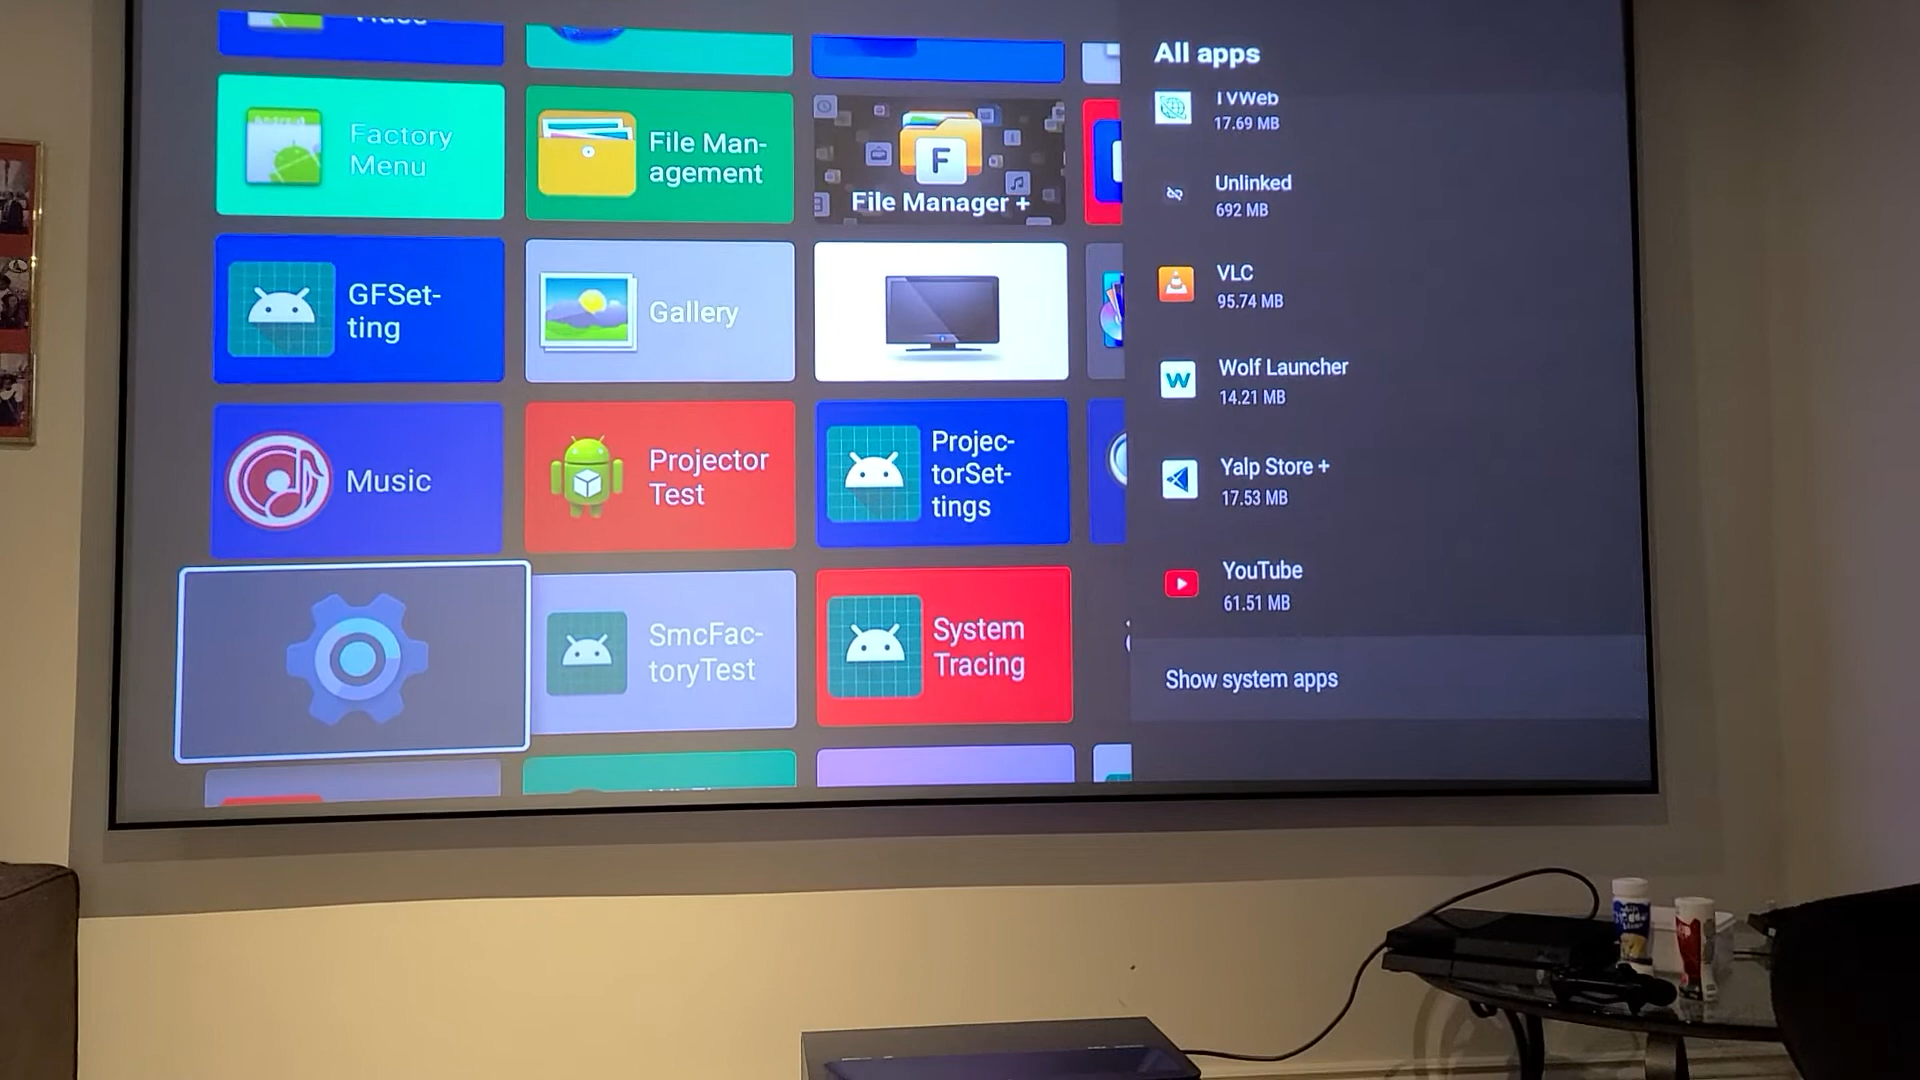 Video
Factory
Menu
File Man-
agement
F
File Manager +
GFSet-
ting
Gallery
Music
Projector
Test
Projec-
torSet-
tings
SmcFac-
toryTest
System
Tracing
All apps
TVWeb
17.69 MB
Unlinked
692 MB
VLC
95.74 MB
W
Wolf Launcher
14.21 MB
Yalp Store +
17.53 MB
YouTube
61.51 MB
Show system apps